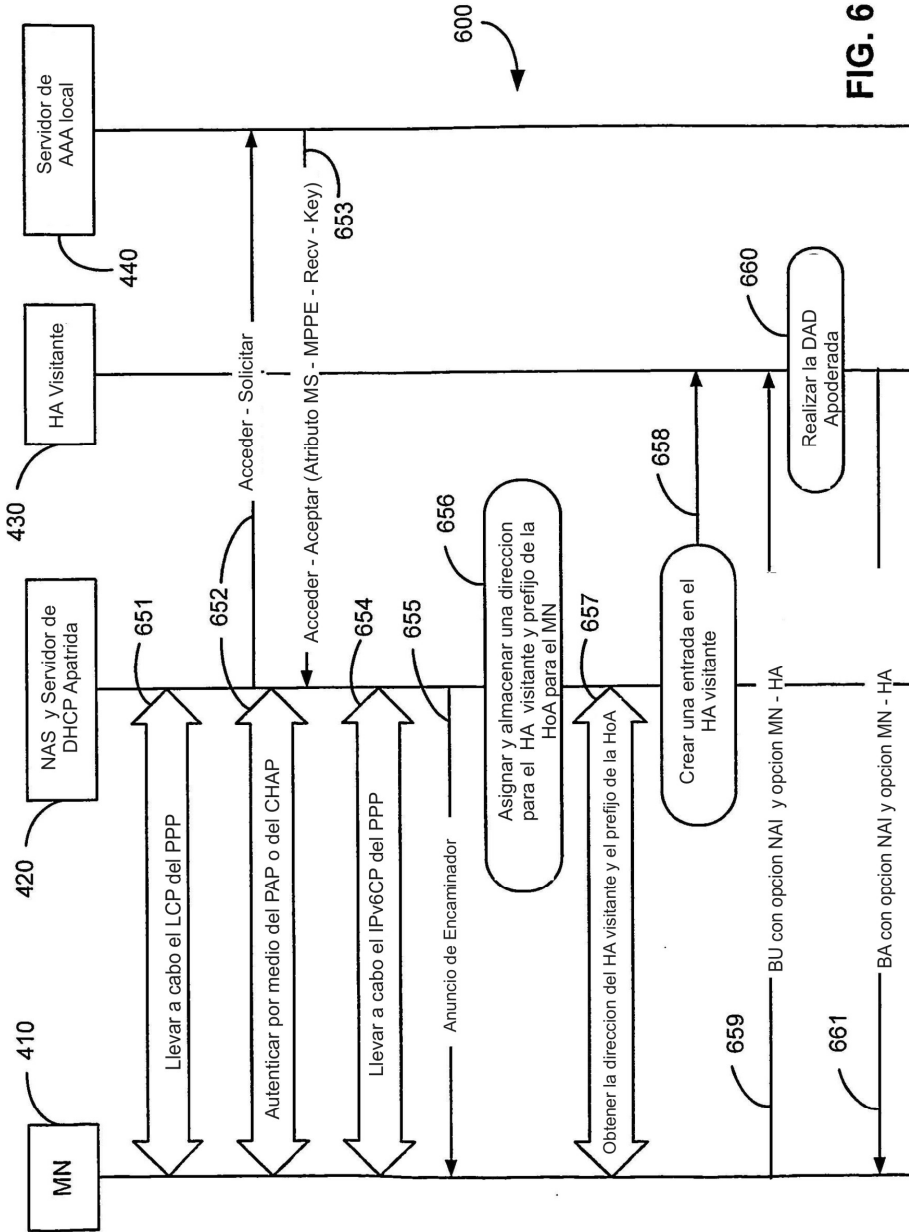 MN
410
NAS y Servidor de
DHCP Apatrida
420
HA Visitante
430
Servidor de
AAA local
440
Llevar a cabo el LCP del PPP
651
Autenticar por medio del PAP o del CHAP
652
Acceder - Solicitar
Acceder - Aceptar (Atributo MS - MPPE - Recv - Key)
653
Llevar a cabo el IPv6CP del PPP
654
Anuncio de Encaminador
655
Asignar y almacenar una direccion
para el HA visitante y prefijo de la
HoA para el MN
656
Obtener la direccion del HA visitante y el prefijo de la HoA
657
Crear una entrada en el
HA visitante
658
BU con opcion NAI y opcion MN - HA
659
Realizar la DAD
Apoderada
660
BA con opcion NAI y opcion MN - HA
661
600
FIG. 6